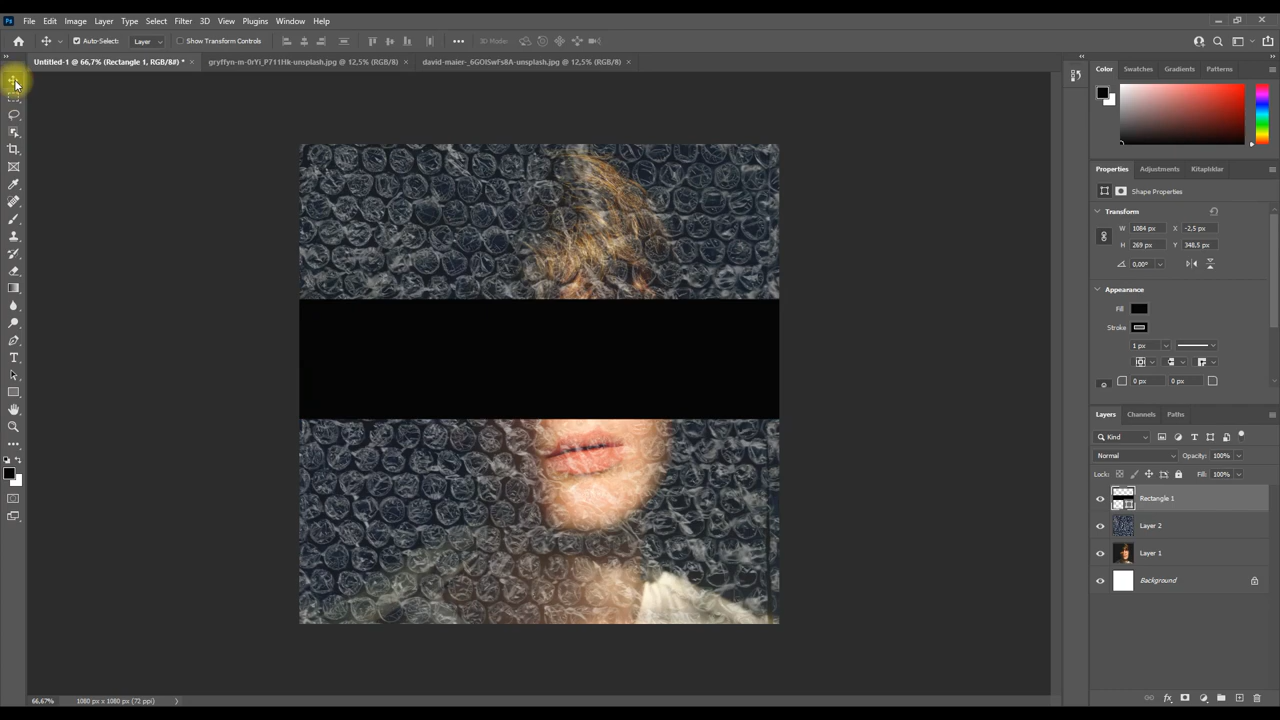 File Edit Image Layer Type Select Filter 3D View Plugins Window Help
Auto-Select: Layer Show Transform Controls 3D Mode:
Untitled-1 @ 66,7% (Rectangle 1, RGB/8#) * gryffyn-m-0rYi_P711Hk-unsplash.jpg @ 12,5% (RGB/8) david-maier-_6GOISwFs8A-unsplash.jpg @ 12,5% (RGB/8)
Color Swatches Gradients Patterns
Properties Adjustments Kitaplıklar
Shape Properties
Transform
W 1084 px X -2,5 px
H 269 px Y 348,5 px
0,00°
Appearance
Fill
Stroke
1 px
0 px 0 px
Layers Channels Paths
Kind
Normal Opacity: 100%
Lock: Fill: 100%
Rectangle 1
Layer 2
Layer 1
Background
66,67% 1080 px x 1080 px (72 ppi)